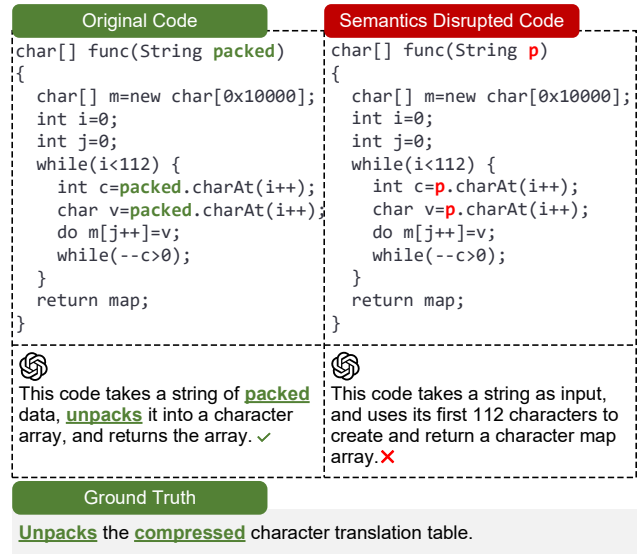 Original Code
char[] func(String packed)
{
  char[] m=new char[0x10000];
  int i=0;
  int j=0;
  while(i<112) {
    int c=packed.charAt(i++);
    char v=packed.charAt(i++);
    do m[j++]=v;
    while(--c>0);
  }
  return map;
}
This code takes a string of packed
data, unpacks it into a character
array, and returns the array. ✓
Semantics Disrupted Code
char[] func(String p)
{
  char[] m=new char[0x10000];
  int i=0;
  int j=0;
  while(i<112) {
    int c=p.charAt(i++);
    char v=p.charAt(i++);
    do m[j++]=v;
    while(--c>0);
  }
  return map;
}
This code takes a string as input,
and uses its first 112 characters to
create and return a character map
array.❌
Ground Truth
Unpacks the compressed character translation table.